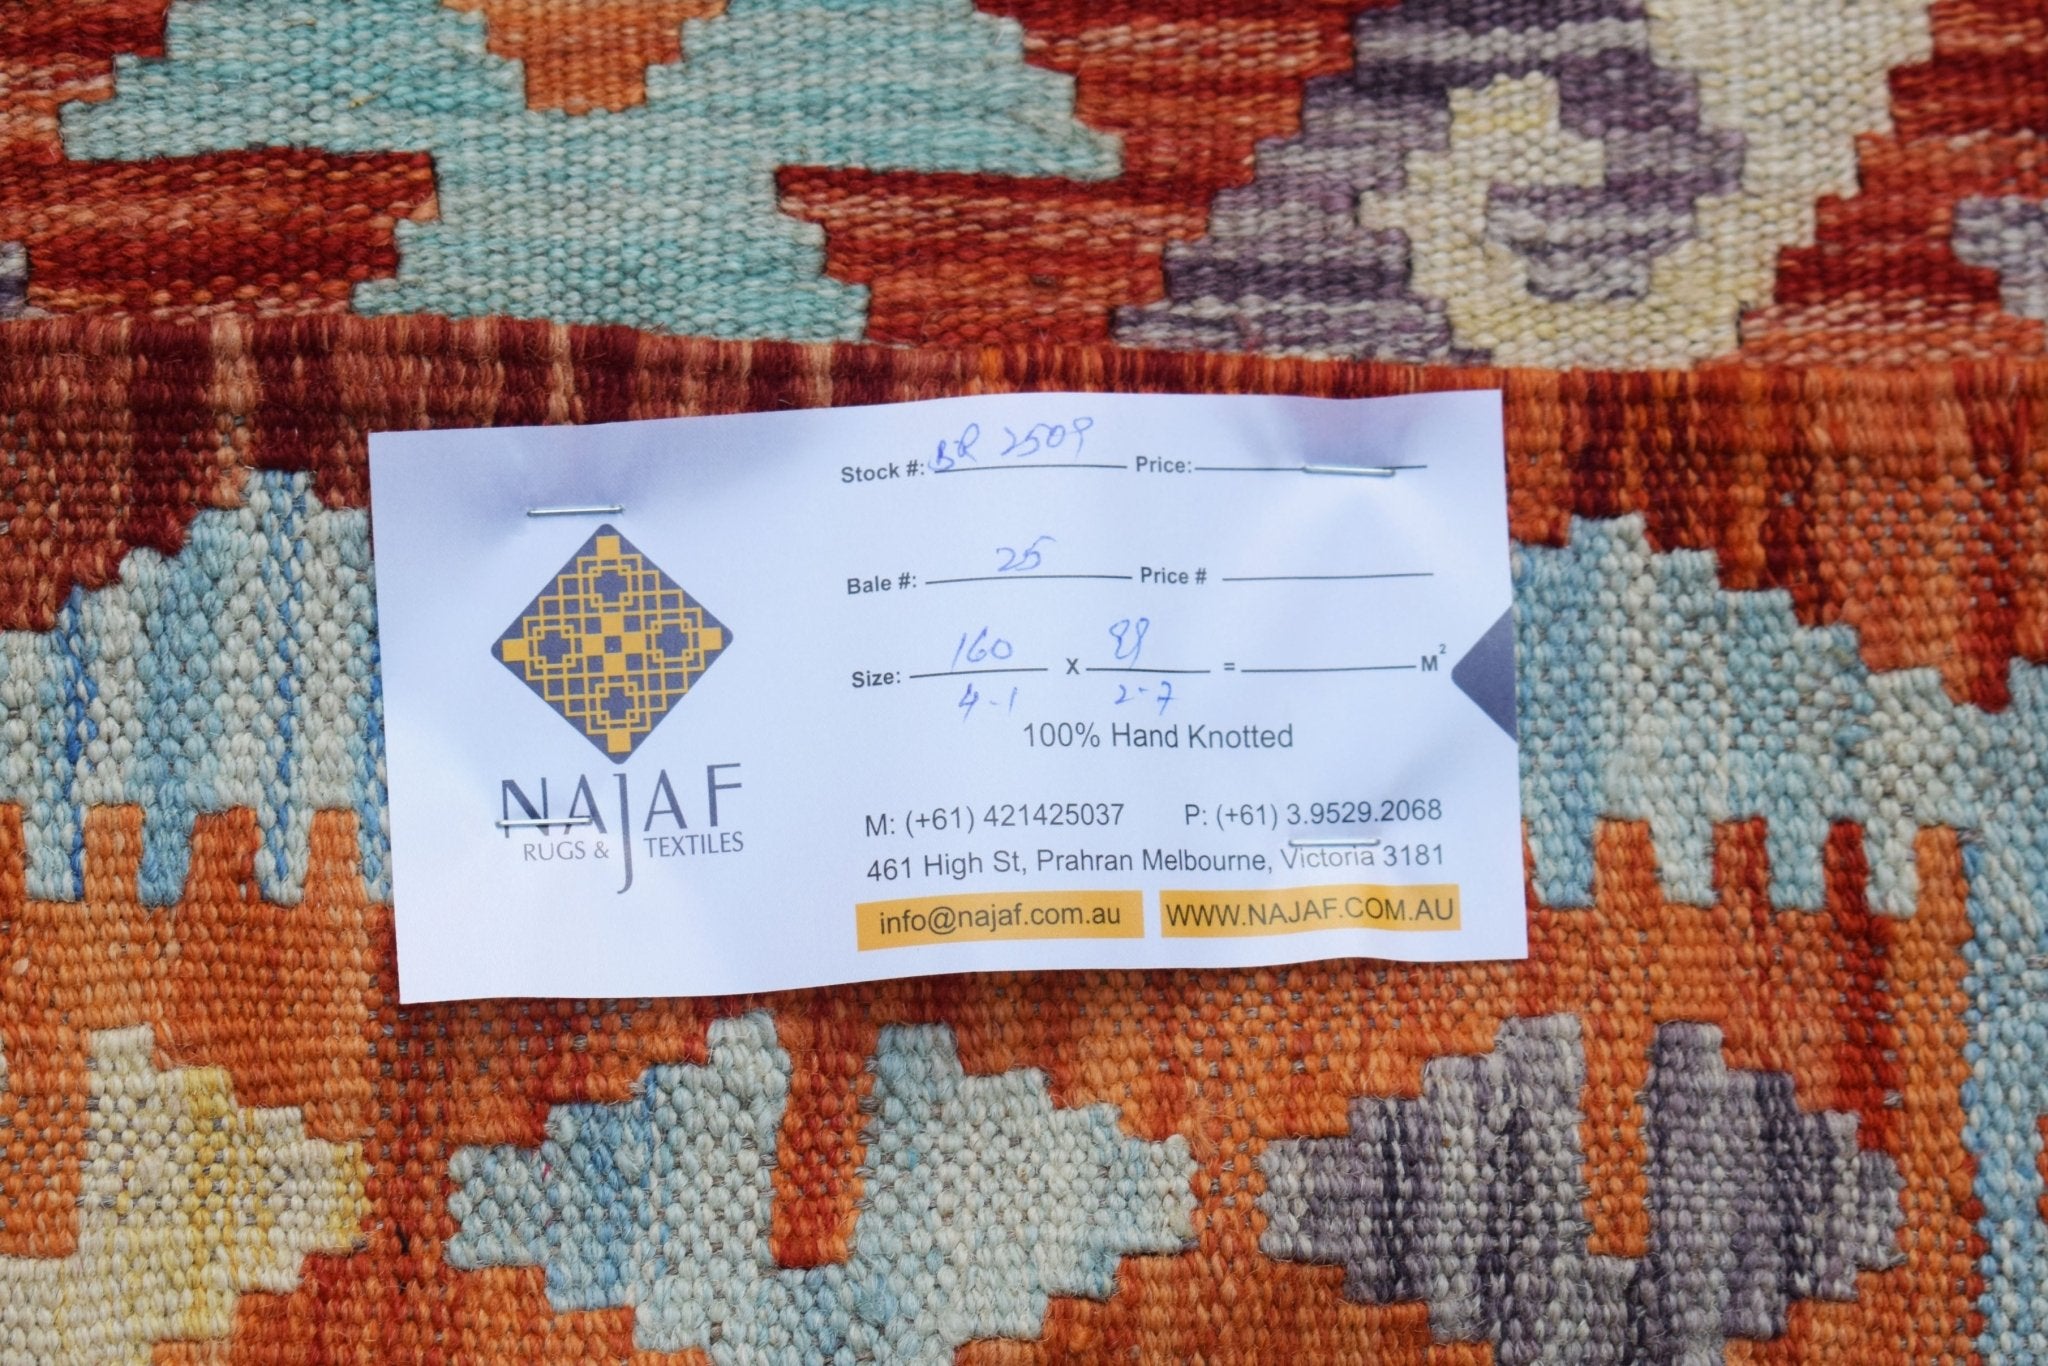 NAJAF
RUGS & TEXTILES
Stock #: BR 2509 Price:
Bale #: 25 Price #
Size: 160 X = M²
4-1 2-7
100% Hand Knotted
M: (+61) 421425037 P: (+61) 3.9529.2068
461 High St, Prahran Melbourne, Victoria 3181
info@najaf.com.au WWW.NAJAF.COM.AU